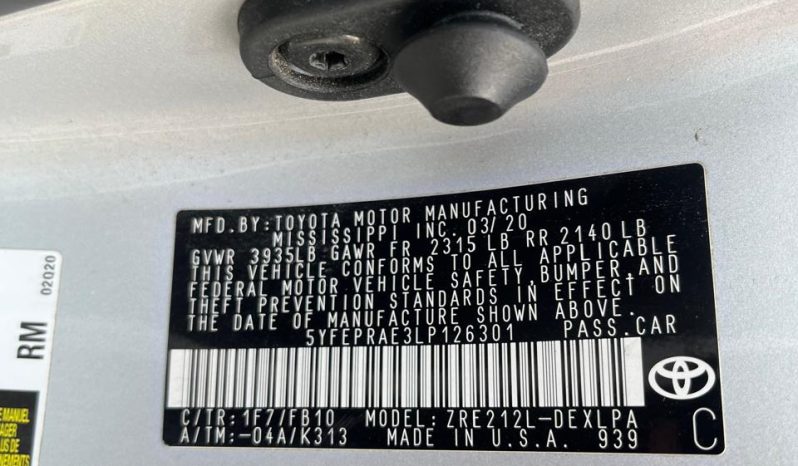 MFD.BY:TOYOTA MOTOR MANUFACTURING
MISSISSIPPI INC. 03/20
GVWR 3935LB GAWR FR 2315 LB RR 2140 LB
THIS VEHICLE CONFORMS TO ALL APPLICABLE
FEDERAL MOTOR VEHICLE SAFETY, BUMPER, AND
THEFT PREVENTION STANDARDS IN EFFECT ON
THE DATE OF MANUFACTURE SHOWN ABOVE.
5YFEPRAE3LP126301 PASS.CAR
C/TR:1F7/FB10 MODEL:ZRE212L-DEXLPA
A/TM:-04A/K313 MADE IN U.S.A. 939
C
RM
02020
E MANUEL